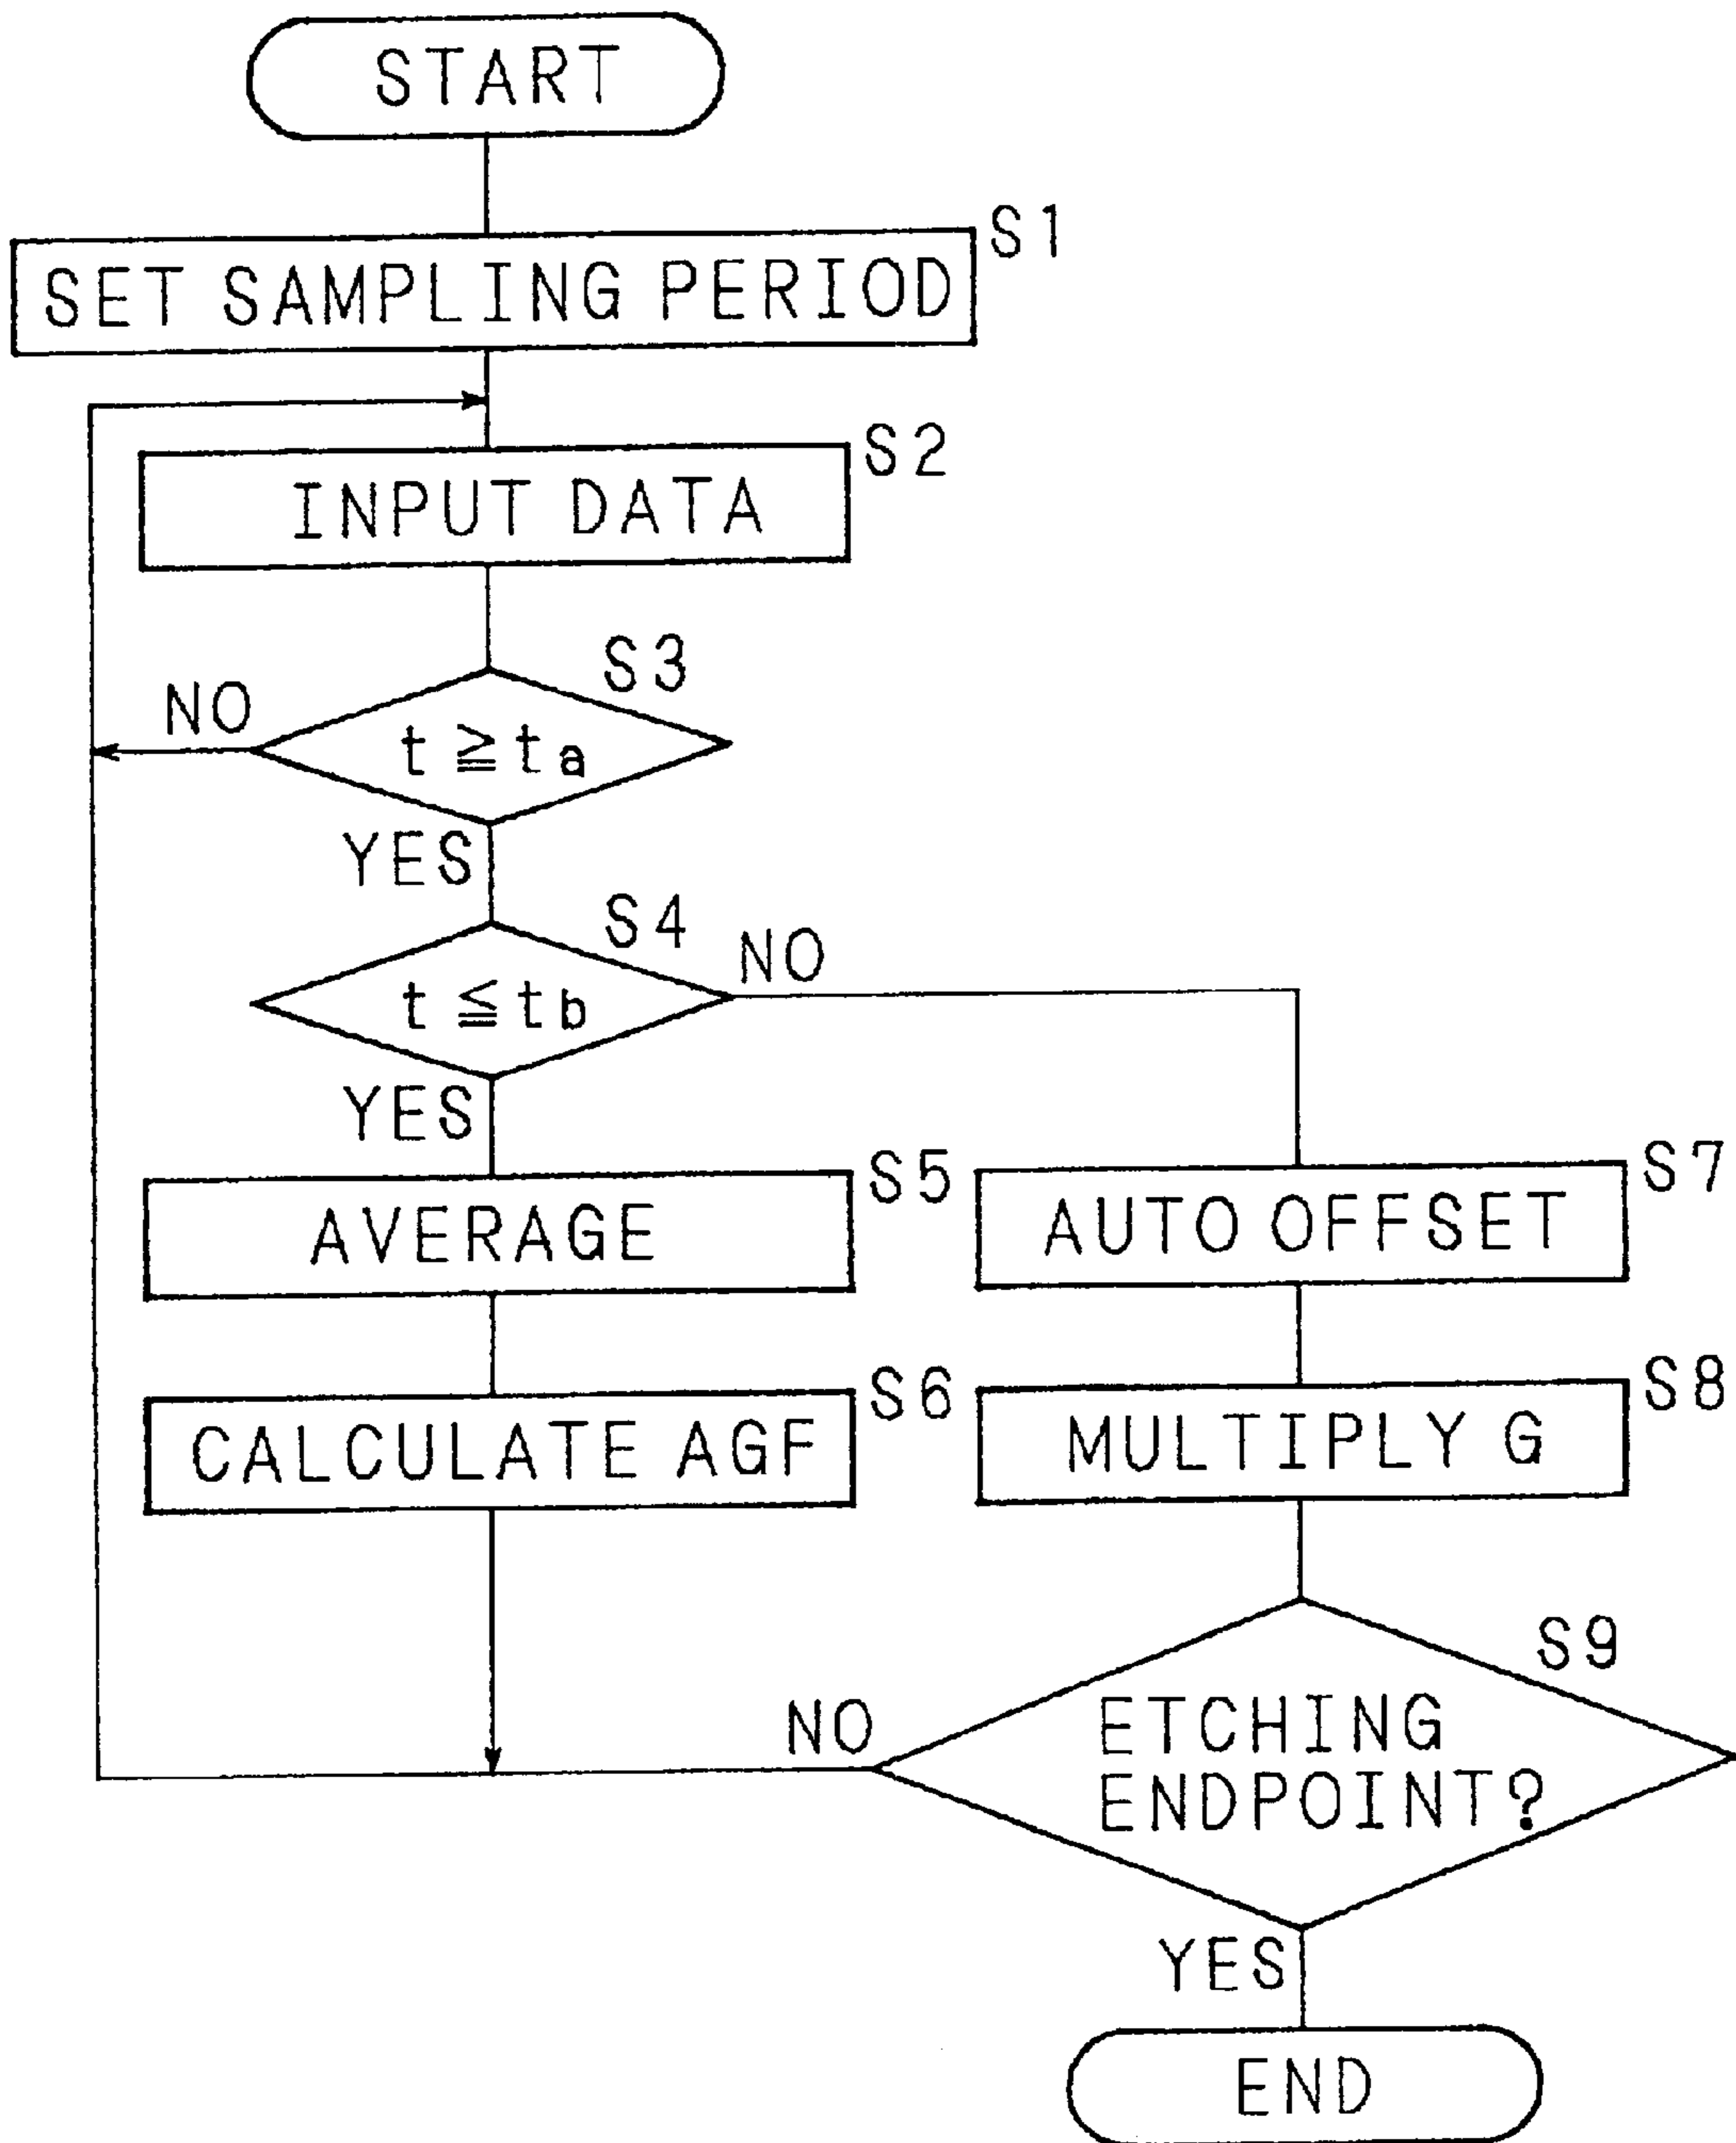 START
S1
SET SAMPLING PERIOD
S2
INPUT DATA
S3
NO
t ≧ ta
YES
S4
NO
t ≦ tb
YES
S5
AVERAGE
S7
AUTO OFFSET
S6
CALCULATE AGF
S8
MULTIPLY G
S9
NO
ETCHING
ENDPOINT?
YES
END